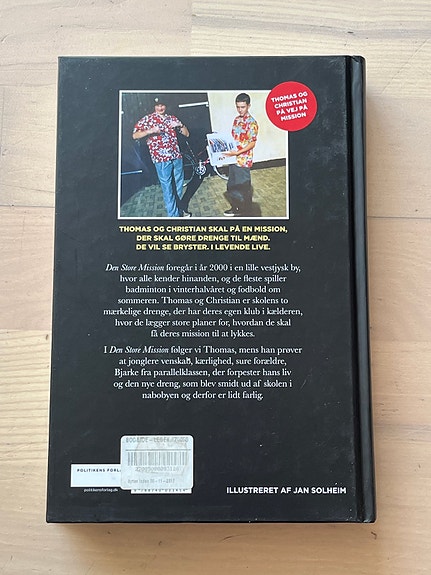 THOMAS OG
CHRISTIAN
PÅ VEJ PÅ
MISSION
THOMAS OG CHRISTIAN SKAL PÅ EN MISSION,
DER SKAL GØRE DRENGE TIL MÆND.
DE VIL SE BRYSTER. I LEVENDE LIVE.
Den Store Mission foregår i år 2000 i en lille vestjysk by,
hvor alle kender hinanden, og de fleste spiller
badminton i vinterhalvåret og fodbold om
sommeren. Thomas og Christian er skolens to
mærkelige drenge, der har deres egen klub i kælderen,
hvor de lægger store planer for, hvordan de skal
få deres mission til at lykkes.
I Den Store Mission følger vi Thomas, mens han prøver
at jonglere venskab, kærlighed, sure forældre,
Bjarke fra parallelklassen, der forpester hans liv
og den nye dreng, som blev smidt ud af skolen i
nabobyen og derfor er lidt farlig.
POLITIKENS FORLA
politikensforlag.dk
ILLUSTRERET AF JAN SOLHEIM